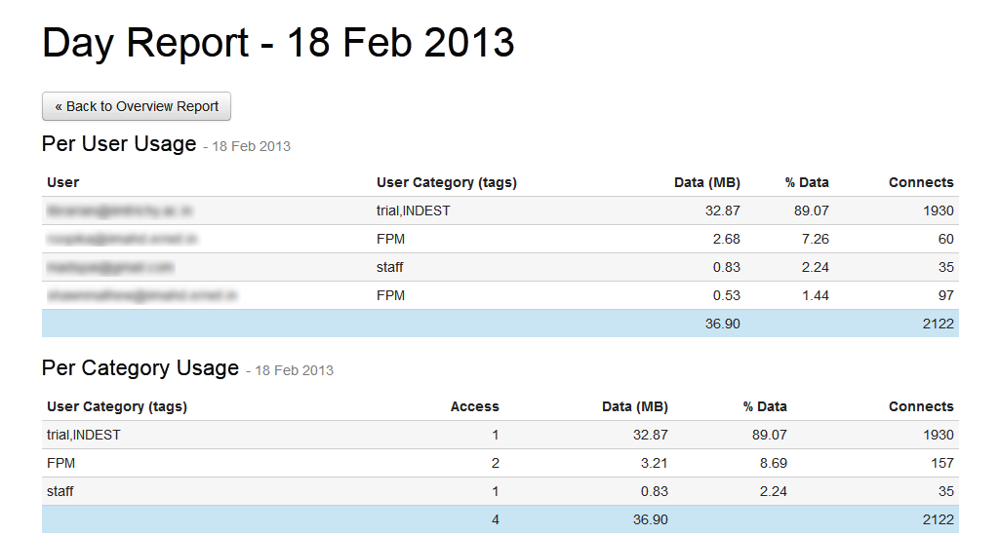 Day Report - 18 Feb 2013
« Back to Overview Report
Per User Usage - 18 Feb 2013
User User Category (tags) Data (MB) % Data Connects
trial,INDEST 32.87 89.07 1930
FPM 2.68 7.26 60
staff 0.83 2.24 35
FPM 0.53 1.44 97
36.90 2122
Per Category Usage - 18 Feb 2013
User Category (tags) Access Data (MB) % Data Connects
trial,INDEST 1 32.87 89.07 1930
FPM 2 3.21 8.69 157
staff 1 0.83 2.24 35
4 36.90 2122